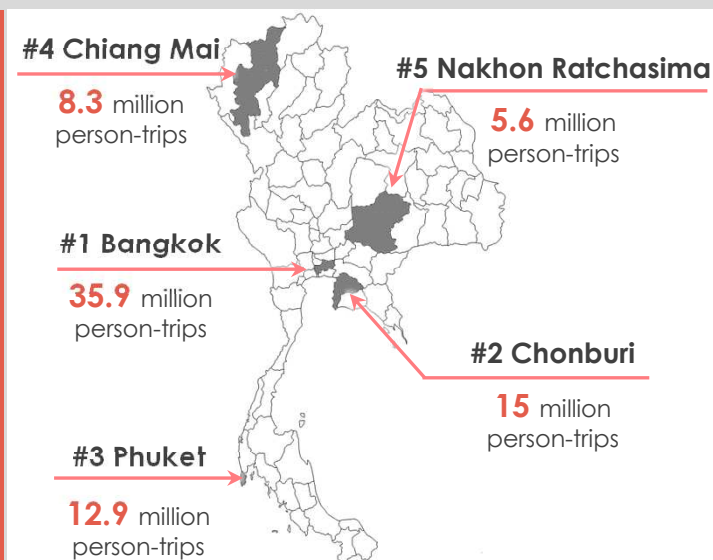 #4 Chiang Mai
8.3 million
person-trips
#5 Nakhon Ratchasima
5.6 million
person-trips
#1 Bangkok
35.9 million
person-trips
#2 Chonburi
15 million
person-trips
#3 Phuket
12.9 million
person-trips